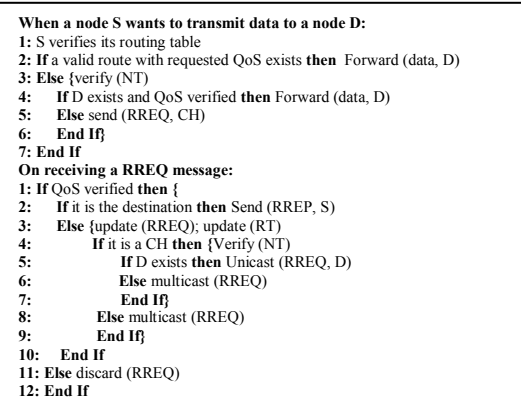 When a node S wants to transmit data to a node D:
1: S verifies its routing table
2: If a valid route with requested QoS exists then Forward (data, D)
3: Else {verify (NT)
4: If D exists and QoS verified then Forward (data, D)
5: Else send (RREQ, CH)
6: End If}
7: End If
On receiving a RREQ message:
1: If QoS verified then {
2: If it is the destination then Send (RREP, S)
3: Else {update (RREQ); update (RT)
4: If it is a CH then {Verify (NT)
5: If D exists then Unicast (RREQ, D)
6: Else multicast (RREQ)
7: End If}
8: Else multicast (RREQ)
9: End If}
10: End If
11: Else discard (RREQ)
12: End If